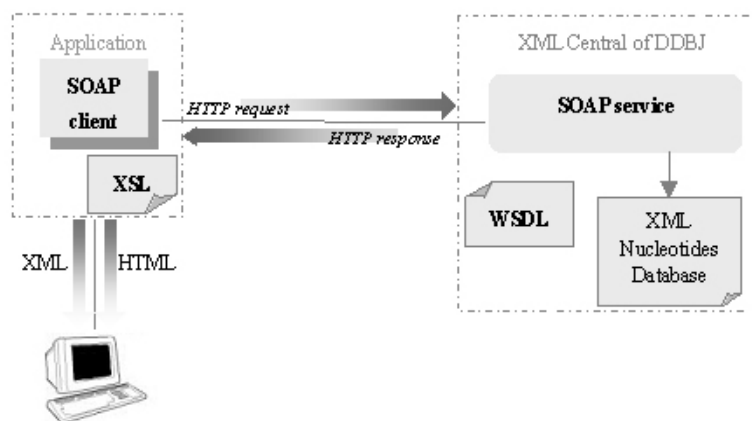 Application
SOAP
client
XSL
HTTP request
HTTP response
XML Central of DDBJ
SOAP service
WSDL
XML
Nucleotides
Database
XML
HTML